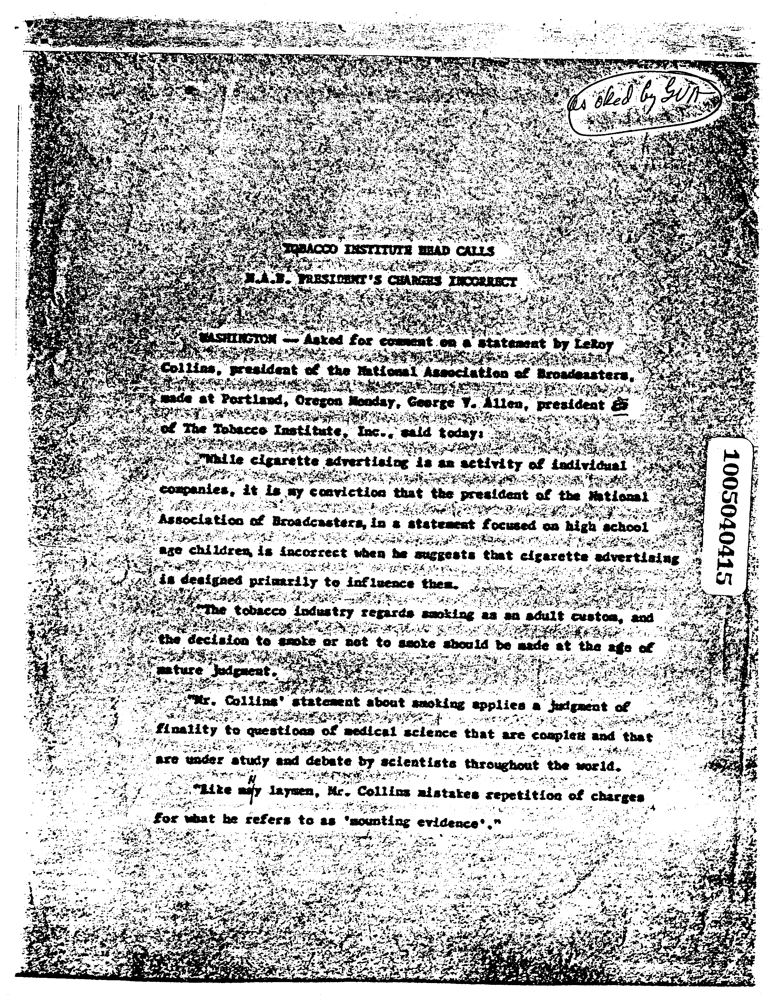 as oked by GVA
TOBACCO INSTITUTE HEAD CALLS
N.A.B. PRESIDENT'S CHARGES INCORRECT
WASHINGTON — Asked for comment on a statement by LeRoy
Collins, president of the National Association of Broadcasters,
made at Portland, Oregon Monday, George V. Allen, president
of The Tobacco Institute, Inc., said today:
"While cigarette advertising is an activity of individual
companies, it is my conviction that the president of the National
Association of Broadcasters, in a statement focused on high school
age children, is incorrect when he suggests that cigarette advertising
is designed primarily to influence them.
"The tobacco industry regards smoking as an adult custom, and
the decision to smoke or not to smoke should be made at the age of
mature judgment.
"Mr. Collins' statement about smoking applies a judgment of
finality to questions of medical science that are complex and that
are under study and debate by scientists throughout the world.
"Like many laymen, Mr. Collins mistakes repetition of charges
for what he refers to as 'mounting evidence'."
1005040415